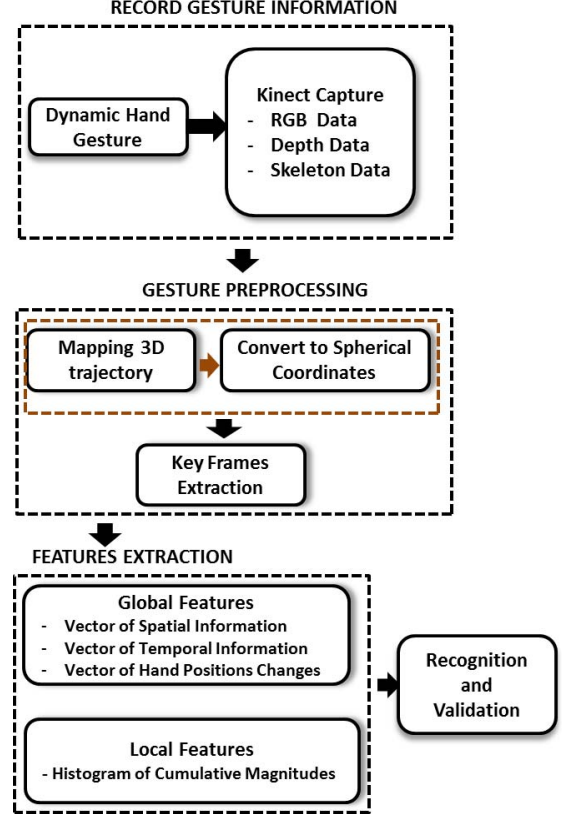 RECORD GESTURE INFORMATION
Dynamic Hand
Gesture
Kinect Capture
- RGB Data
- Depth Data
- Skeleton Data
GESTURE PREPROCESSING
Mapping 3D
trajectory
Convert to Spherical
Coordinates
Key Frames
Extraction
FEATURES EXTRACTION
Global Features
- Vector of Spatial Information
- Vector of Temporal Information
- Vector of Hand Positions Changes
Local Features
- Histogram of Cumulative Magnitudes
Recognition
and
Validation